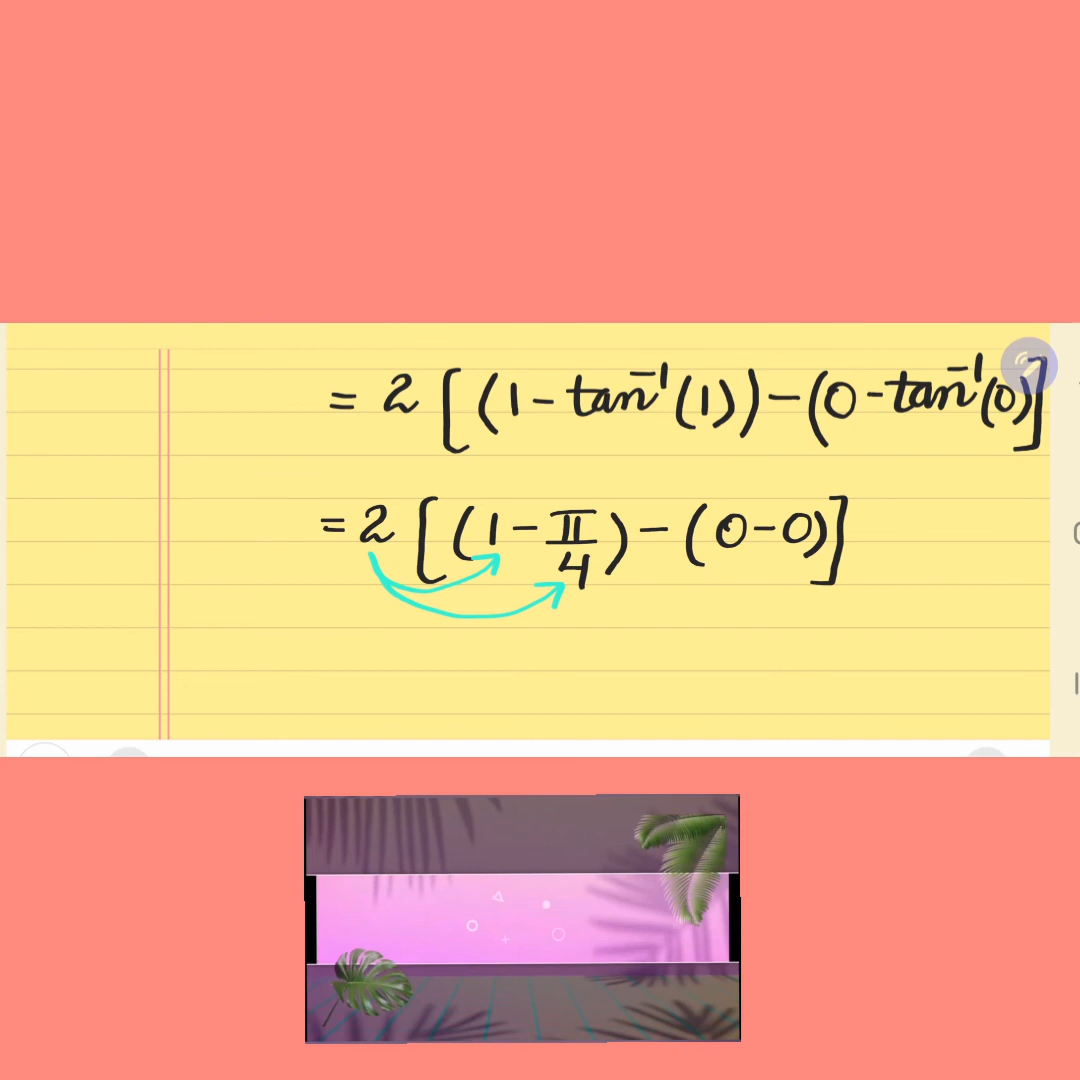 = 2 [(1 - tan⁻¹(1)) - (0 - tan⁻¹(0)]
= 2 [(1 - π/4) - (0 - 0)]